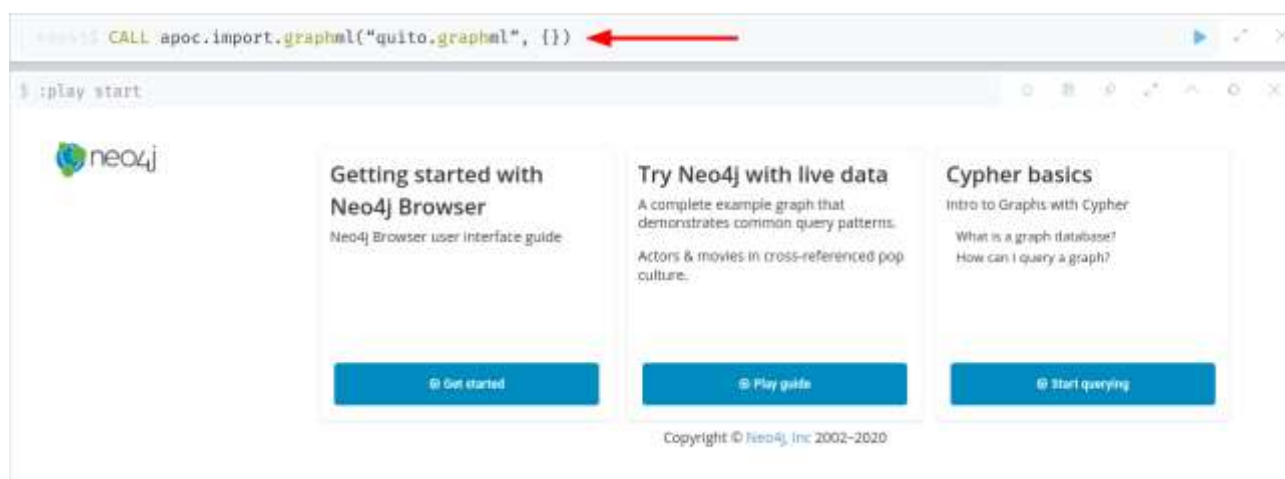 CALL apoc.import.graphml(“quito.graphml”, {})
$ :play start
neo4j
Getting started with
Neo4j Browser
Neo4j Browser user interface guide
Get started
Try Neo4j with live data
A complete example graph that
demonstrates common query patterns.
Actors & movies in cross-referenced pop
culture.
Play guide
Cypher basics
Intro to Graphs with Cypher
What is a graph database?
How can I query a graph?
Start querying
Copyright © Neo4j, Inc 2002–2020